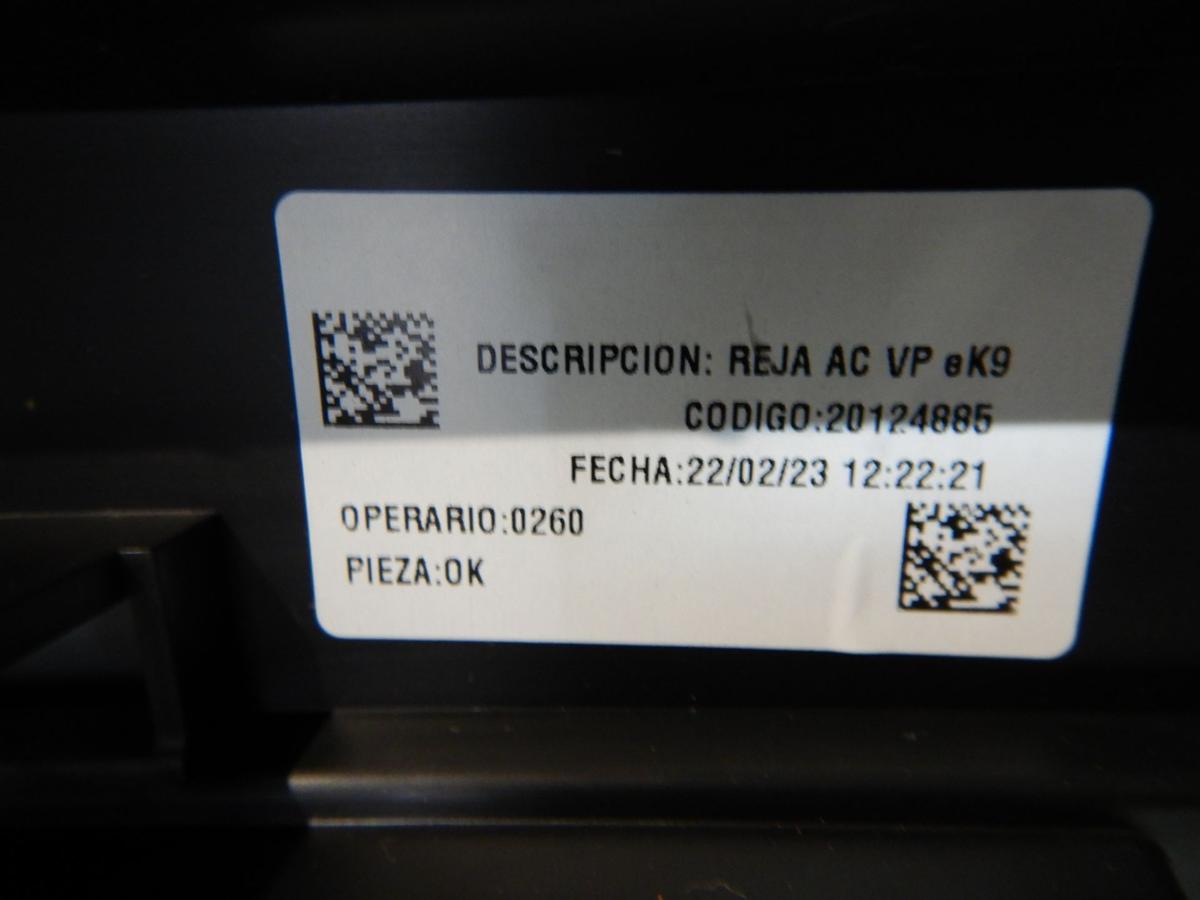 DESCRIPCION: REJA AC VP eK9
CODIGO:20124885
FECHA:22/02/23 12:22:21
OPERARIO:0260
PIEZA:OK